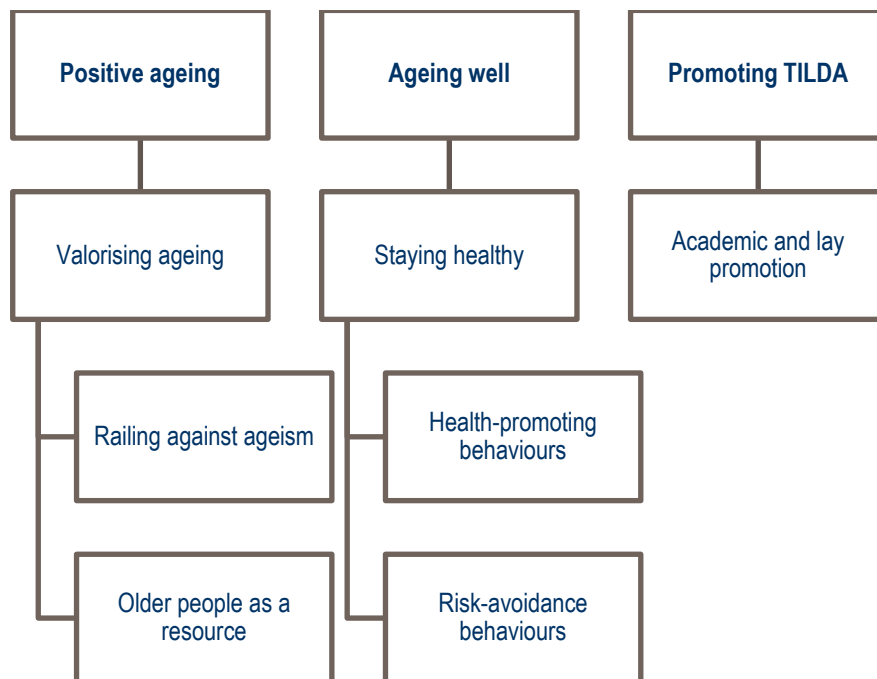 Positive ageing
Ageing well
Promoting TILDA
Valorising ageing
Staying healthy
Academic and lay
promotion
Railing against ageism
Health-promoting
behaviours
Older people as a
resource
Risk-avoidance
behaviours